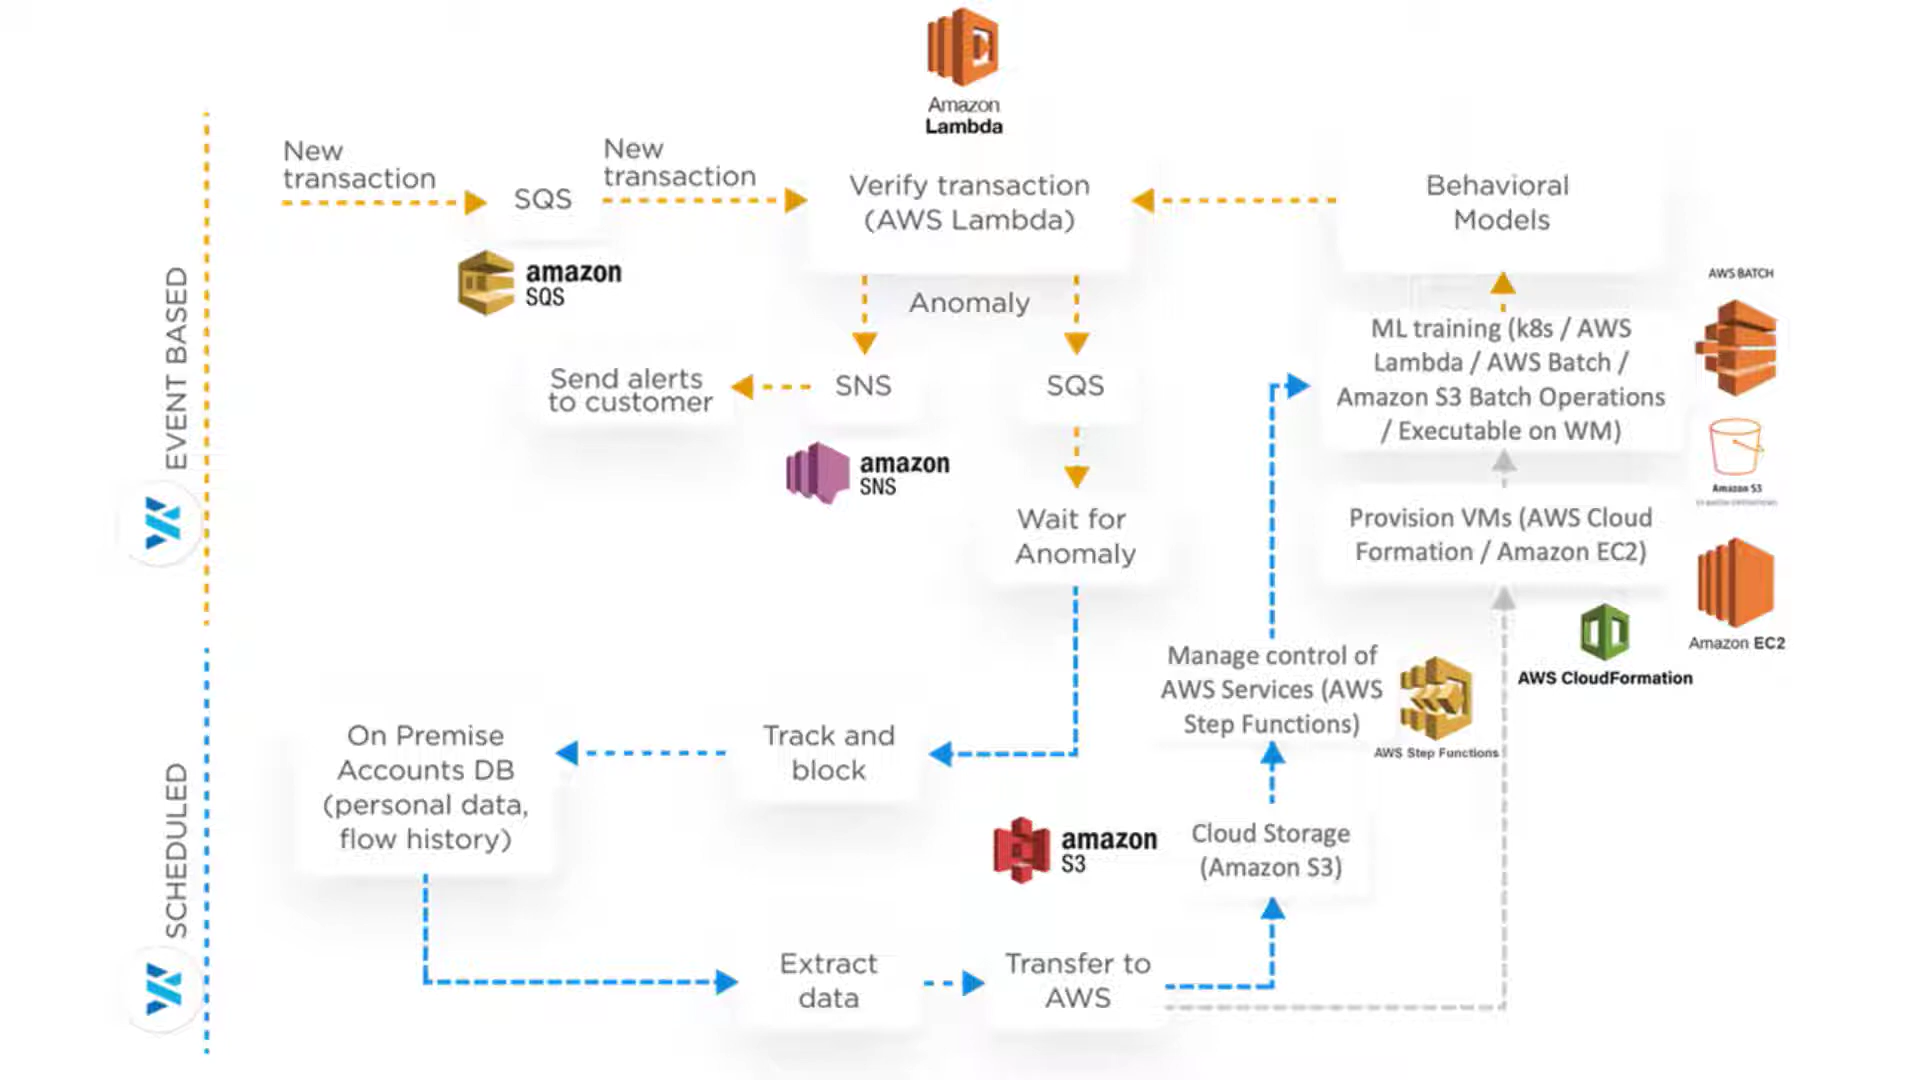 Amazon
Lambda
New
transaction
SQS
New
transaction
Verify transaction
(AWS Lambda)
Behavioral
Models
amazon
SQS
Anomaly
AWS BATCH
EVENT BASED
Send alerts
to customer
SNS
SQS
ML training (k8s / AWS
Lambda / AWS Batch /
Amazon S3 Batch Operations
/ Executable on WM)
amazon
SNS
Amazon S3
Wait for
Anomaly
Provision VMs (AWS Cloud
Formation / Amazon EC2)
Amazon EC2
AWS CloudFormation
Manage control of
AWS Services (AWS
Step Functions)
AWS Step Functions
SCHEDULED
On Premise
Accounts DB
(personal data,
flow history)
Track and
block
amazon
S3
Cloud Storage
(Amazon S3)
Extract
data
Transfer to
AWS